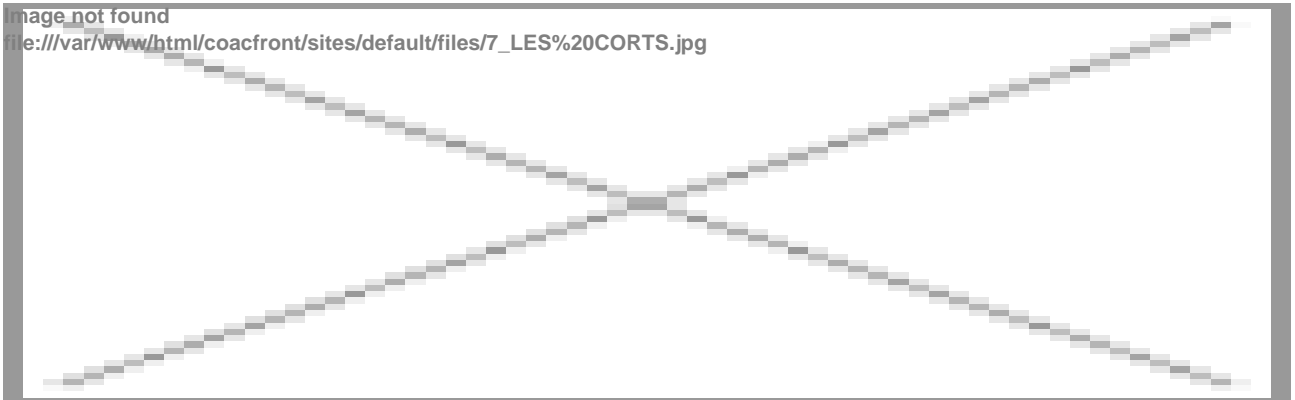 Image not found
file:///var/www/html/coacfront/sites/default/files/7_LES%20CORTS.jpg